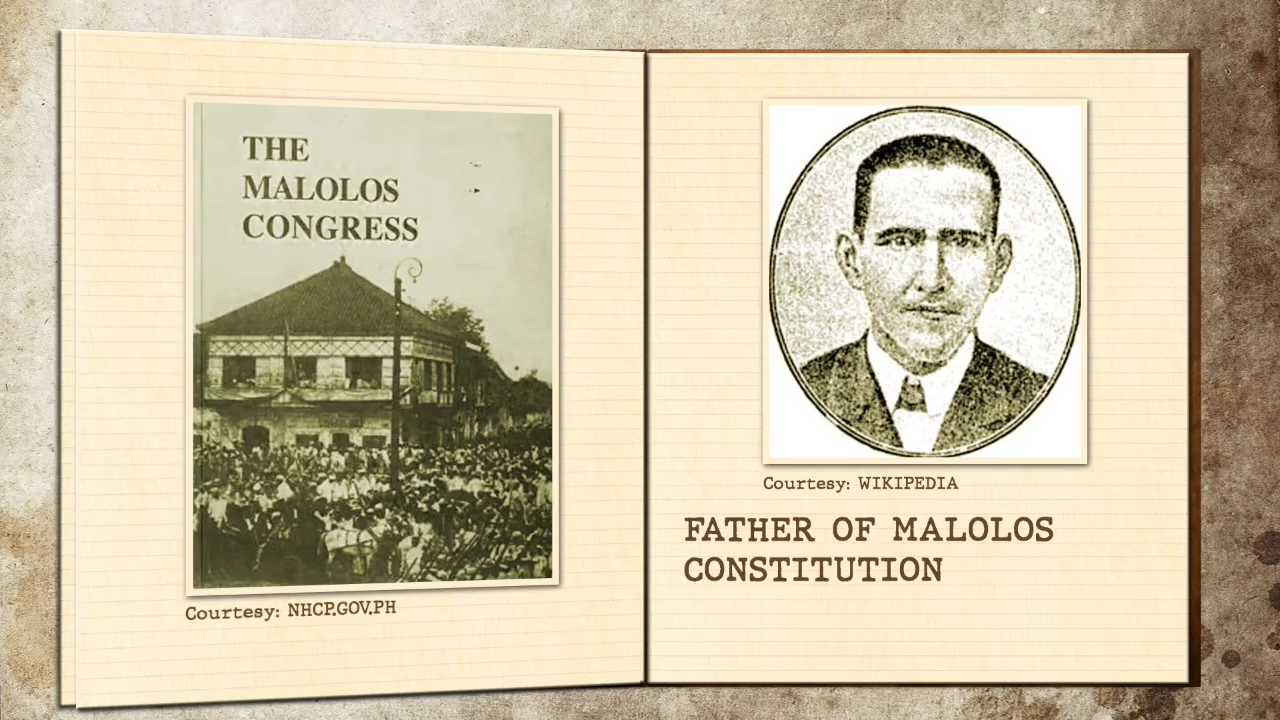 THE
MALOLOS
CONGRESS
Courtesy: NHCP.GOV.PH
Courtesy: WIKIPEDIA
FATHER OF MALOLOS
CONSTITUTION